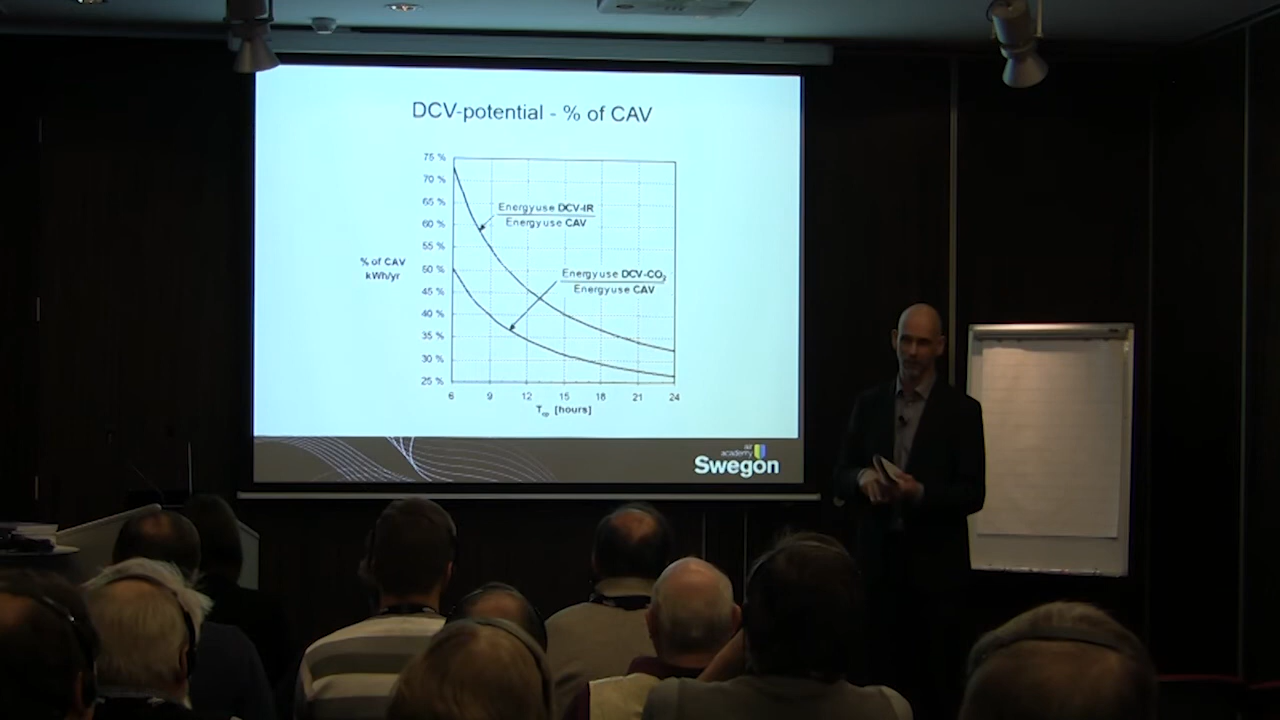 DCV-potential - % of CAV
75 %
70 %
65 %
60 %
55 %
50 %
45 %
40 %
35 %
30 %
25 %
% of CAV
kWh/yr
Energy use DCV-IR
Energy use CAV
Energy use DCV-CO₂
Energy use CAV
6 9 12 15 18 21 24
[hours]
air
academy
Swegon